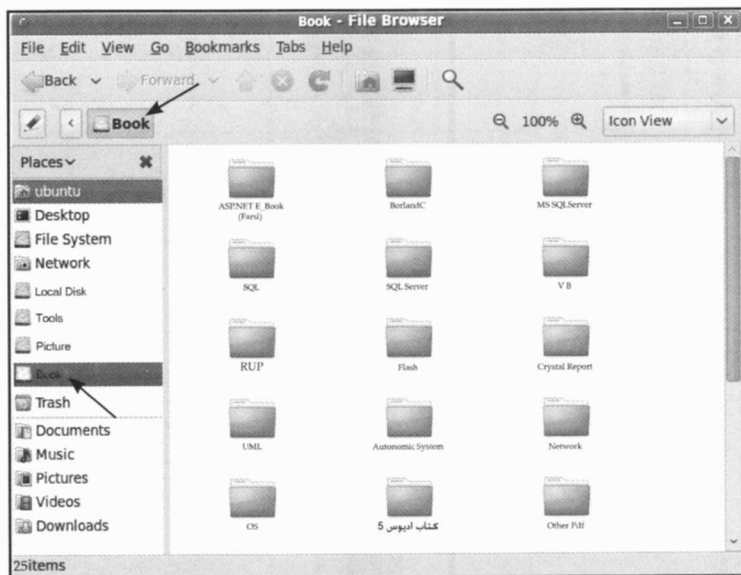 Book - File Browser
File Edit View Go Bookmarks Tabs Help
Back Forward
Book 100% Icon View
Places
ubuntu
Desktop
File System
Network
Local Disk
Tools
Picture
Book
Trash
Documents
Music
Pictures
Videos
Downloads
ASP.NET E_Book
(Farsi)
BorlandC
MS SQLServer
SQL
SQL Server
V B
RUP
Flash
Crystal Report
UML
Autonomic System
Network
OS
کتاب ادیوس 5
Other Pdf
25items